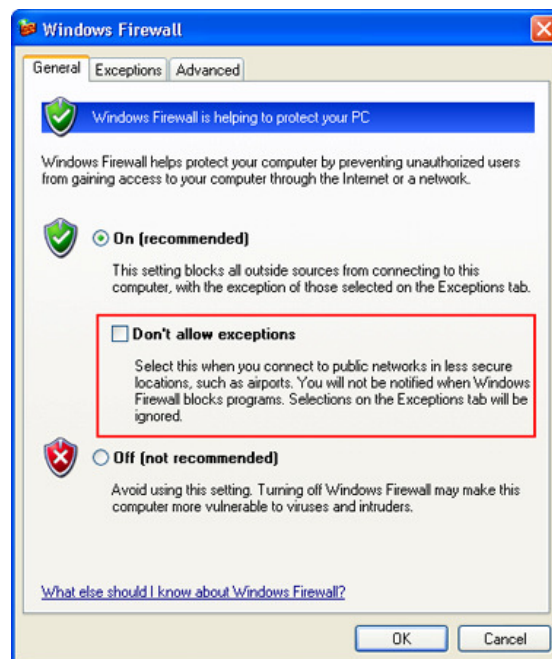 Windows Firewall
General Exceptions Advanced
Windows Firewall is helping to protect your PC
Windows Firewall helps protect your computer by preventing unauthorized users
from gaining access to your computer through the Internet or a network.
On (recommended)
This setting blocks all outside sources from connecting to this
computer, with the exception of those selected on the Exceptions tab.
Don't allow exceptions
Select this when you connect to public networks in less secure
locations, such as airports. You will not be notified when Windows
Firewall blocks programs. Selections on the Exceptions tab will be
ignored.
Off (not recommended)
Avoid using this setting. Turning off Windows Firewall may make this
computer more vulnerable to viruses and intruders.
What else should I know about Windows Firewall?
OK Cancel